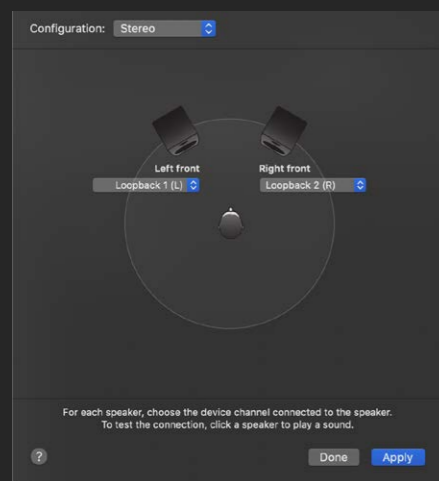 Configuration: Stereo
Left front Right front
Loopback 1 (L) Loopback 2 (R)
For each speaker, choose the device channel connected to the speaker.
To test the connection, click a speaker to play a sound.
? Done Apply